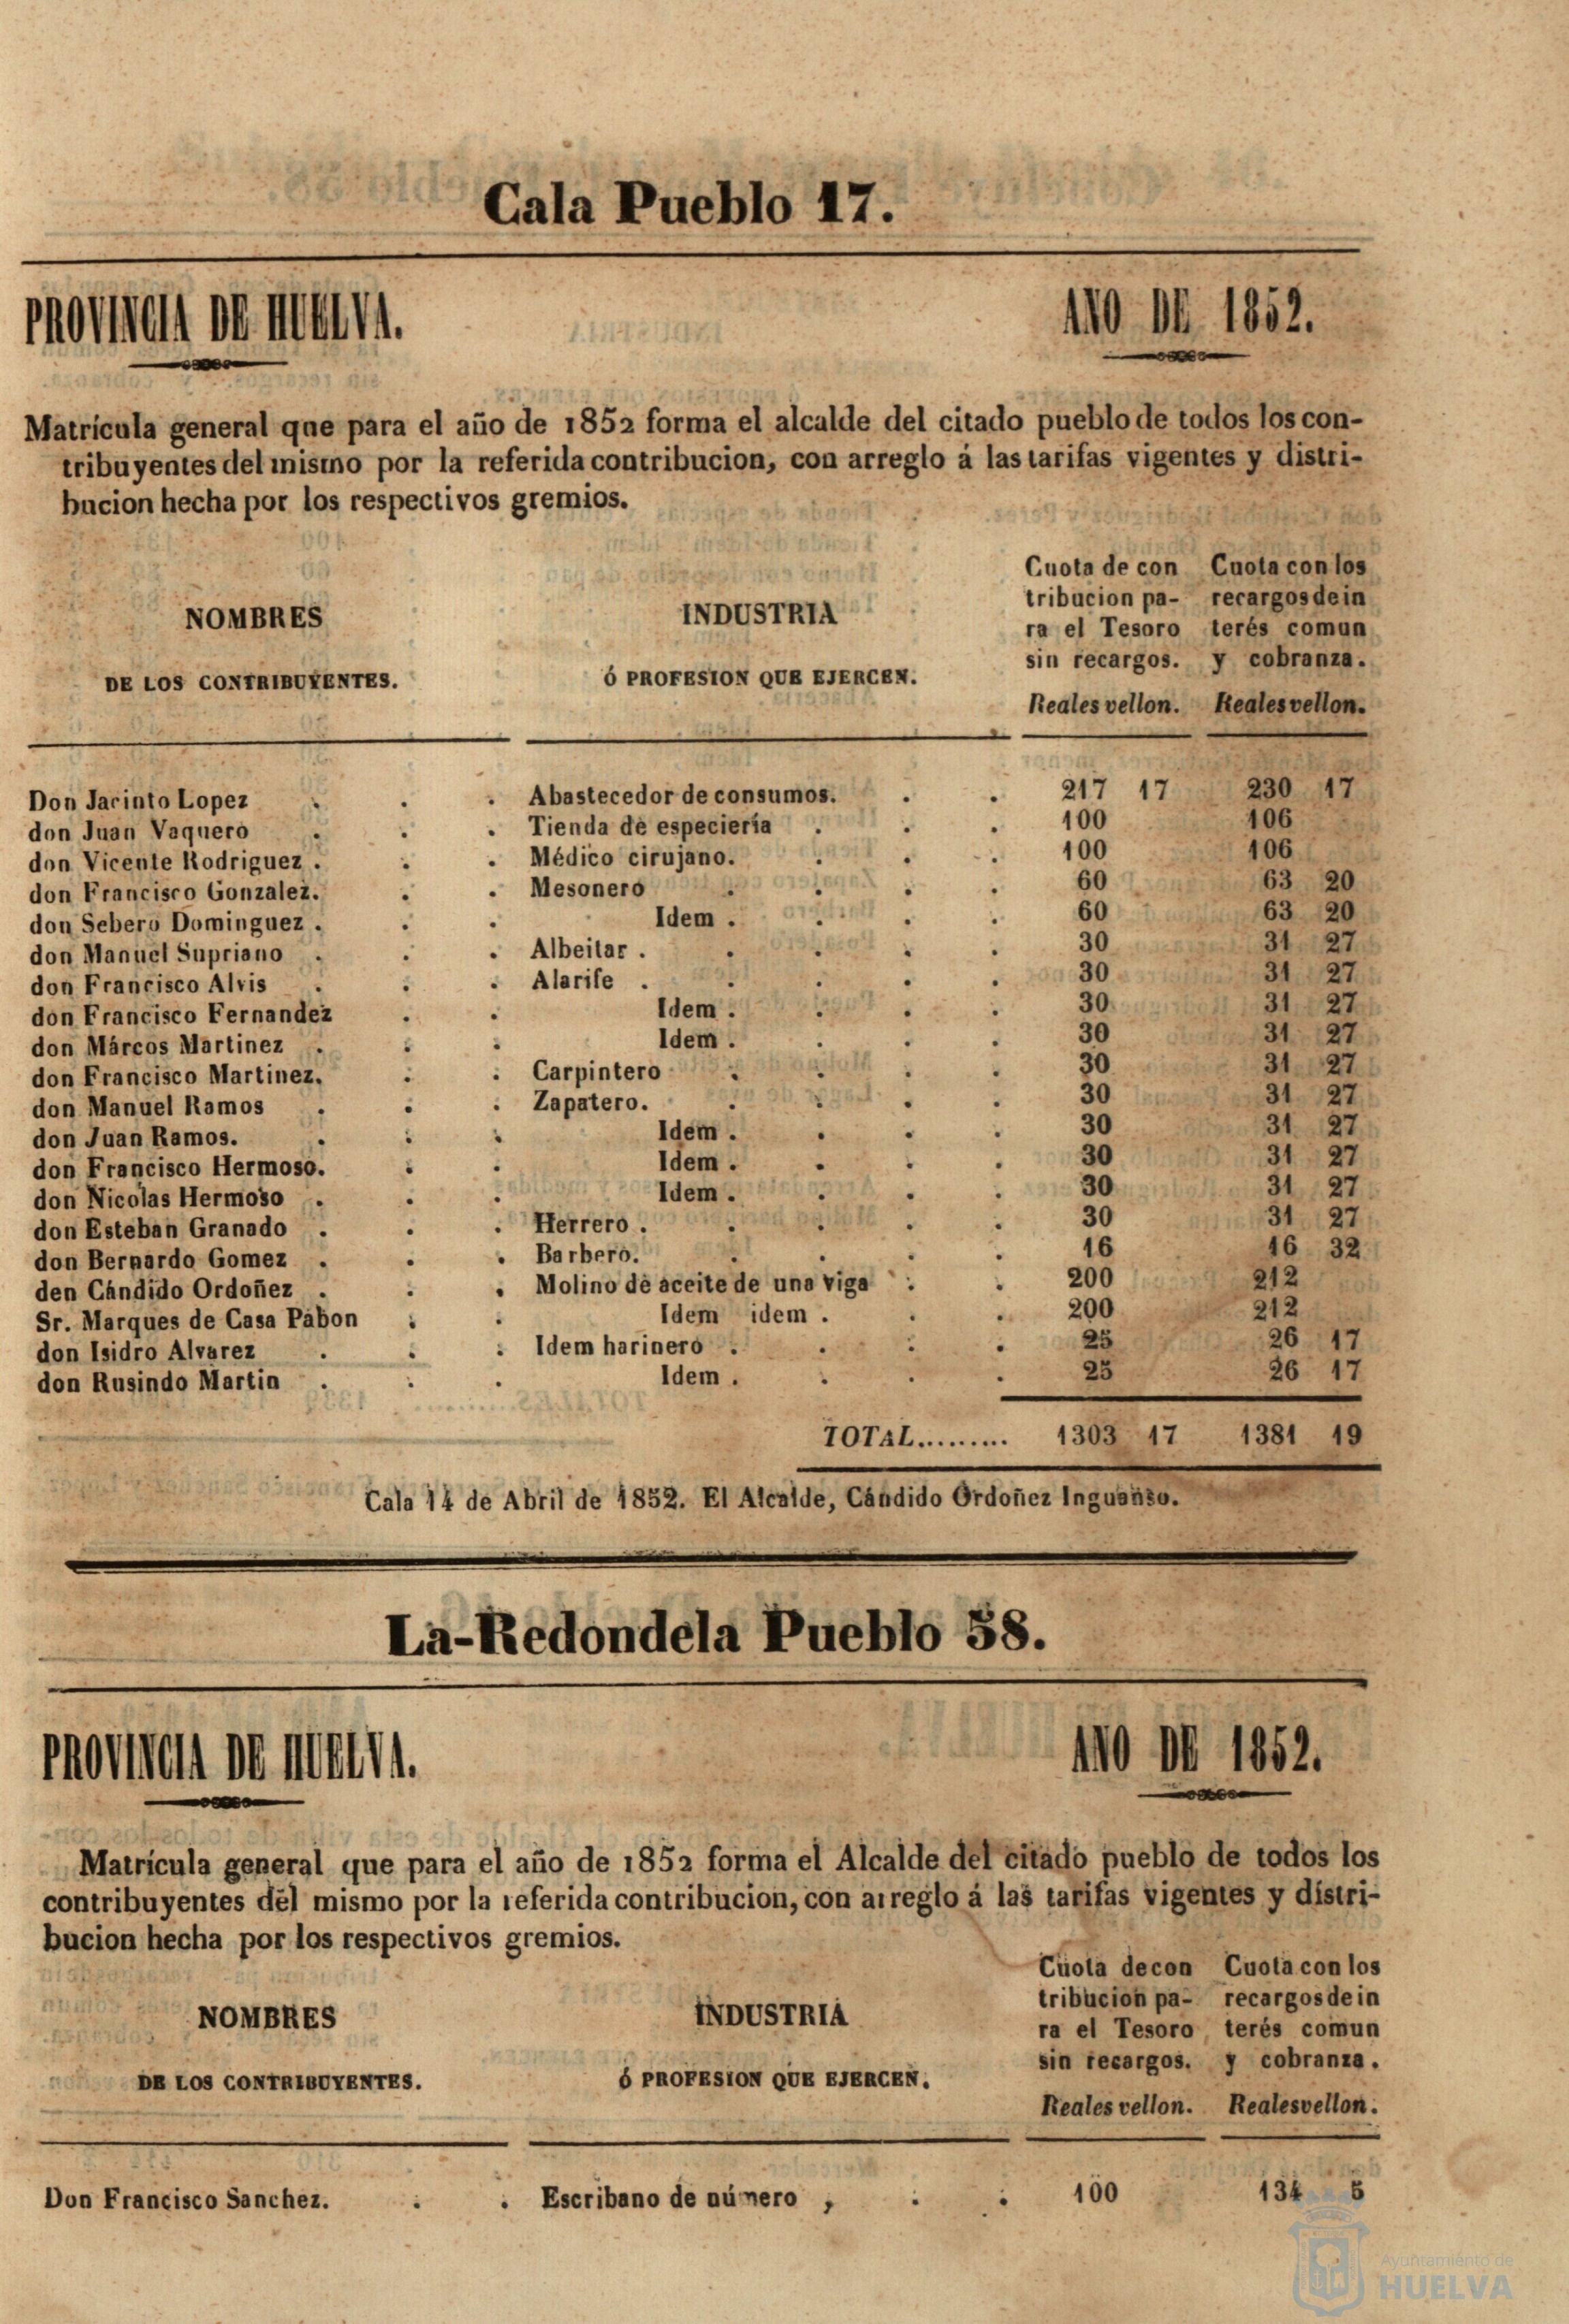 Cala Pueblo 17.
PROVINCIA DE HUELVA. AÑO DE 1852.
Matrícula general que para el año de 1852 forma el alcalde del citado pueblo de todos los con-
tribuyentes del mismo por la referida contribucion, con arreglo á las tarifas vigentes y distri-
bucion hecha por los respectivos gremios.
NOMBRES
DE LOS CONTRIBUYENTES.
INDUSTRIA
Ó PROFESION QUE EJERCEN.
Cuota de con
tribucion pa-
ra el Tesoro
sin recargos.
Reales vellon.
Cuota con los
recargos de in
terés comun
y cobranza.
Reales vellon.
Don Jacinto Lopez . . . Abastecedor de consumos. . . 217 17 230 17
don Juan Vaquero . . . Tienda de especiería . . . 100 106
don Vicente Rodriguez . . . Médico cirujano. . . . 100 106
don Francisco Gonzalez. . . Mesonero . . . . 60 63 20
don Sebero Dominguez . . . Idem . . . . 60 63 20
don Manuel Supriano . . . Albeitar . . . . . 30 31 27
don Francisco Alvis . . . Alarife . . . . . 30 31 27
don Francisco Fernandez . . Idem . . . . 30 31 27
don Márcos Martinez . . . Idem . . . . 30 31 27
don Francisco Martinez. . . Carpintero . . . . 30 31 27
don Manuel Ramos . . . Zapatero. . . . . 30 31 27
don Juan Ramos. . . . Idem . . . . 30 31 27
don Francisco Hermoso. . . Idem . . . . 30 31 27
don Nicolas Hermoso . . . Idem . . . . 30 31 27
don Esteban Granado . . . Herrero . . . . . 30 31 27
don Bernardo Gomez . . . Barbero. . . . . 16 16 32
den Cándido Ordoñez . . . Molino de aceite de una viga . . 200 212
Sr. Marques de Casa Pabon . . Idem idem . . . 200 212
don Isidro Alvarez . . . Idem harinero . . . . 25 26 17
don Rusindo Martin . . . Idem . . . . 25 26 17
TOTAL......... 1303 17 1381 19
Cala 14 de Abril de 1852. El Alcalde, Cándido Ordoñez Inguanso.
La-Redondela Pueblo 58.
PROVINCIA DE HUELVA. AÑO DE 1852.
Matrícula general que para el año de 1852 forma el Alcalde del citado pueblo de todos los
contribuyentes del mismo por la referida contribucion, con arreglo á las tarifas vigentes y distri-
bucion hecha por los respectivos gremios.
NOMBRES
DE LOS CONTRIBUYENTES.
INDUSTRIA
Ó PROFESION QUE EJERCEN.
Cuota de con
tribucion pa-
ra el Tesoro
sin recargos.
Reales vellon.
Cuota con los
recargos de in
terés comun
y cobranza.
Reales vellon.
Don Francisco Sanchez. . . Escribano de número , . . 100 134 5
Ayuntamiento de
HUELVA